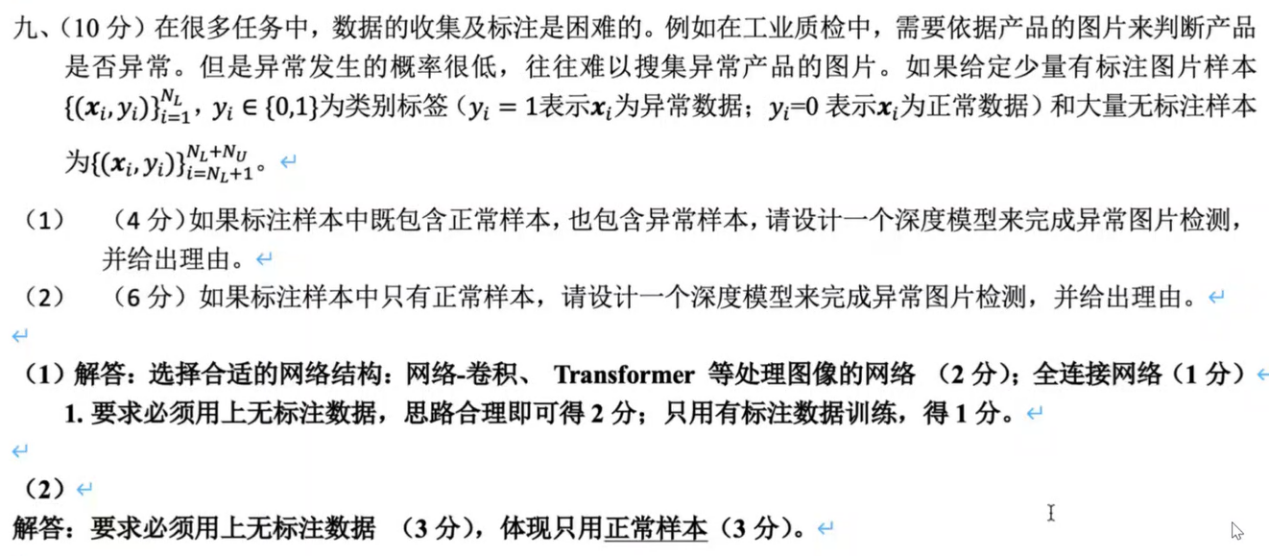 九、（10 分）在很多任务中，数据的收集及标注是困难的。例如在工业质检中，需要依据产品的图片来判断产品
是否异常。但是异常发生的概率很低，往往难以搜集异常产品的图片。如果给定少量有标注图片样本
{(𝒙ᵢ, yᵢ)}_{i=1}^{N_L}，yᵢ ∈ {0,1}为类别标签（yᵢ = 1表示𝒙ᵢ为异常数据；yᵢ=0 表示𝒙ᵢ为正常数据）和大量无标注样本
为{(𝒙ᵢ, yᵢ)}_{i=N_L+1}^{N_L+N_U}。↵
（1） （4 分）如果标注样本中既包含正常样本，也包含异常样本，请设计一个深度模型来完成异常图片检测，
并给出理由。↵
（2） （6 分）如果标注样本中只有正常样本，请设计一个深度模型来完成异常图片检测，并给出理由。↵
↵
（1）解答：选择合适的网络结构：网络-卷积、 Transformer 等处理图像的网络 （2 分）；全连接网络（1 分）↵
1. 要求必须用上无标注数据，思路合理即可得 2 分；只用有标注数据训练，得 1 分。↵
↵
（2）↵
解答：要求必须用上无标注数据 （3 分），体现只用正常样本（3 分）。↵